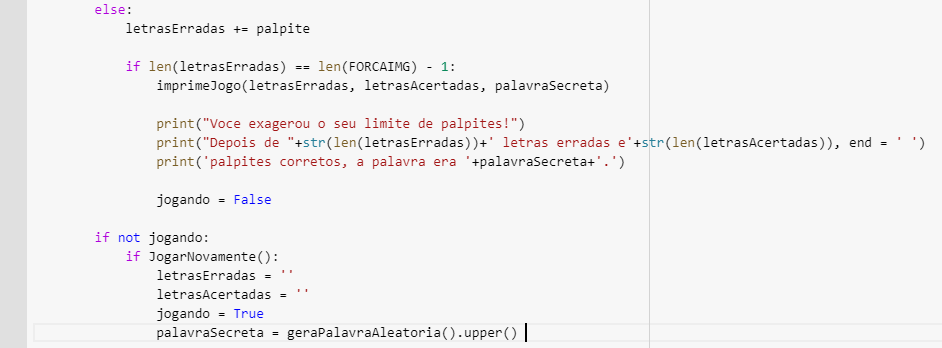 else:
letrasErradas += palpite
if len(letrasErradas) == len(FORCAIMG) - 1:
imprimeJogo(letrasErradas, letrasAcertadas, palavraSecreta)
print("Voce exagerou o seu limite de palpites!")
print("Depois de "+str(len(letrasErradas))+' letras erradas e'+str(len(letrasAcertadas)), end = ' ')
print('palpites corretos, a palavra era '+palavraSecreta+'.')
jogando = False
if not jogando:
if JogarNovamente():
letrasErradas = ''
letrasAcertadas = ''
jogando = True
palavraSecreta = geraPalavraAleatoria().upper()